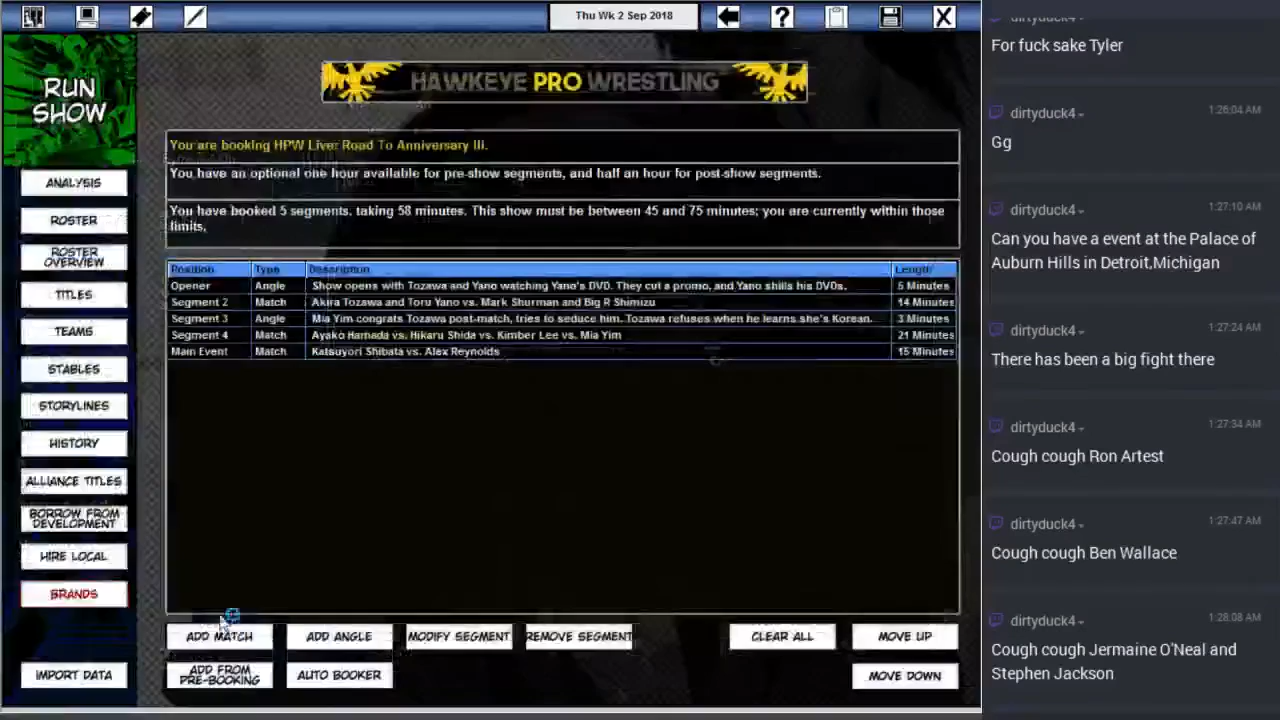 Thu Wk 2 Sep 2018
RUN
SHOW
HAWKEYE PRO WRESTLING
You are booking HPW Live: Road To Anniversary III.
You have an optional one hour available for pre-show segments, and half an hour for post-show segments.
You have booked 5 segments, taking 58 minutes. This show must be between 45 and 75 minutes; you are currently within those
limits.
Position Type Description Length
Opener Angle Show opens with Tozawa and Yano watching Yano's DVD. They cut a promo, and Yano shills his DVDs. 5 Minutes
Segment 2 Match Akira Tozawa and Toru Yano vs. Mark Shurman and Big R Shimizu 14 Minutes
Segment 3 Angle Mia Yim congrats Tozawa post-match, tries to seduce him. Tozawa refuses when he learns she's Korean. 3 Minutes
Segment 4 Match Ayako Hamada vs. Hikaru Shida vs. Kimber Lee vs. Mia Yim 21 Minutes
Main Event Match Katsuyori Shibata vs. Alex Reynolds 15 Minutes
ANALYSIS
ROSTER
ROSTER
OVERVIEW
TITLES
TEAMS
STABLES
STORYLINES
HISTORY
ALLIANCE TITLES
BORROW FROM
DEVELOPMENT
HIRE LOCAL
BRANDS
IMPORT DATA
ADD MATCH
ADD ANGLE
MODIFY SEGMENT
REMOVE SEGMENT
CLEAR ALL
MOVE UP
ADD FROM
PRE-BOOKING
AUTO BOOKER
MOVE DOWN
dirtyduck4
For fuck sake Tyler
dirtyduck4 1:26:04 AM
Gg
dirtyduck4 1:27:10 AM
Can you have a event at the Palace of
Auburn Hills in Detroit,Michigan
dirtyduck4 1:27:24 AM
There has been a big fight there
dirtyduck4 1:27:34 AM
Cough cough Ron Artest
dirtyduck4 1:27:47 AM
Cough cough Ben Wallace
dirtyduck4 1:28:08 AM
Cough cough Jermaine O'Neal and
Stephen Jackson